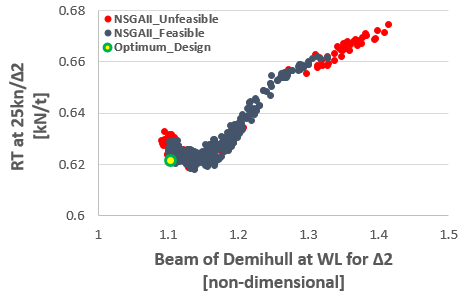 0.68
0.66
0.64
0.62
0.6
RT at 25kn/Δ2
[kN/t]
NSGAII_Unfeasible
NSGAII_Feasible
Optimum_Design
1
1.1
1.2
1.3
1.4
1.5
Beam of Demihull at WL for Δ2
[non-dimensional]